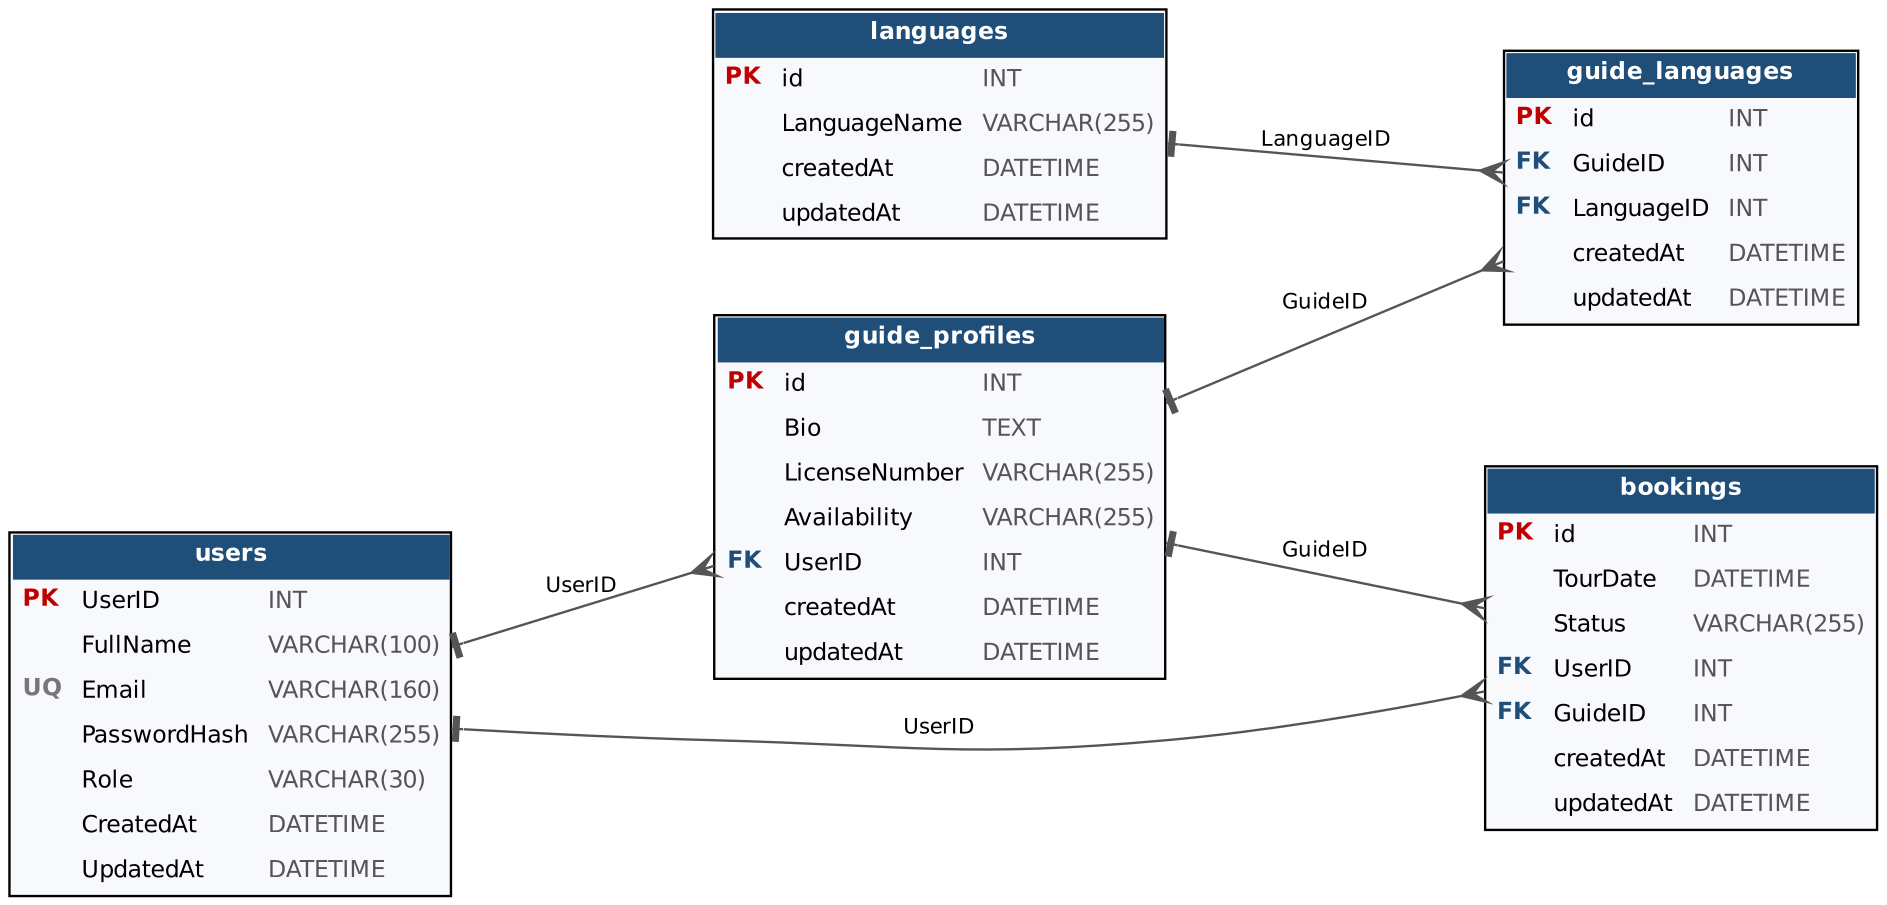 languages
PK id INT
LanguageName VARCHAR(255)
createdAt DATETIME
updatedAt DATETIME
guide_languages
PK id INT
FK GuideID INT
FK LanguageID INT
createdAt DATETIME
updatedAt DATETIME
LanguageID
GuideID
guide_profiles
PK id INT
Bio TEXT
LicenseNumber VARCHAR(255)
Availability VARCHAR(255)
FK UserID INT
createdAt DATETIME
updatedAt DATETIME
GuideID
bookings
PK id INT
TourDate DATETIME
Status VARCHAR(255)
FK UserID INT
FK GuideID INT
createdAt DATETIME
updatedAt DATETIME
users
PK UserID INT
FullName VARCHAR(100)
UQ Email VARCHAR(160)
PasswordHash VARCHAR(255)
Role VARCHAR(30)
CreatedAt DATETIME
UpdatedAt DATETIME
UserID
UserID